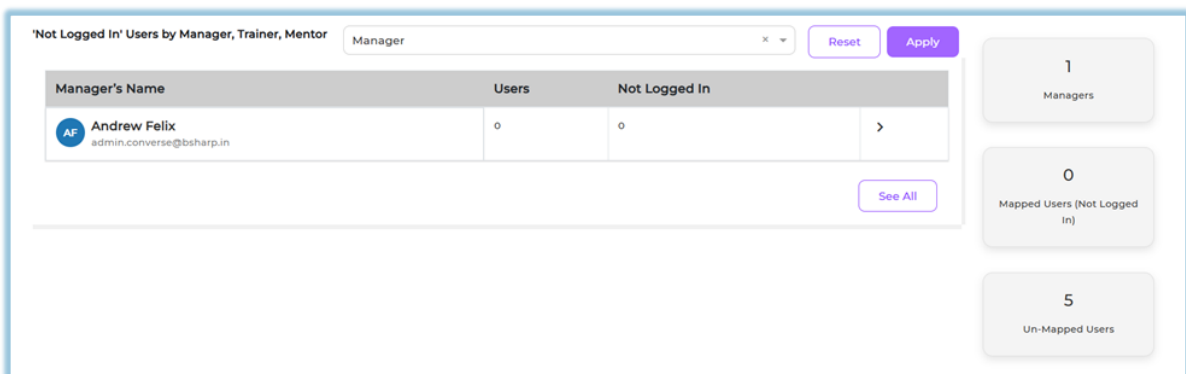 'Not Logged In' Users by Manager, Trainer, Mentor
Manager
Reset
Apply
Manager's Name
Users
Not Logged In
AF
Andrew Felix
admin.converse@bsharp.in
0
0
See All
1
Managers
0
Mapped Users (Not Logged
In)
5
Un-Mapped Users